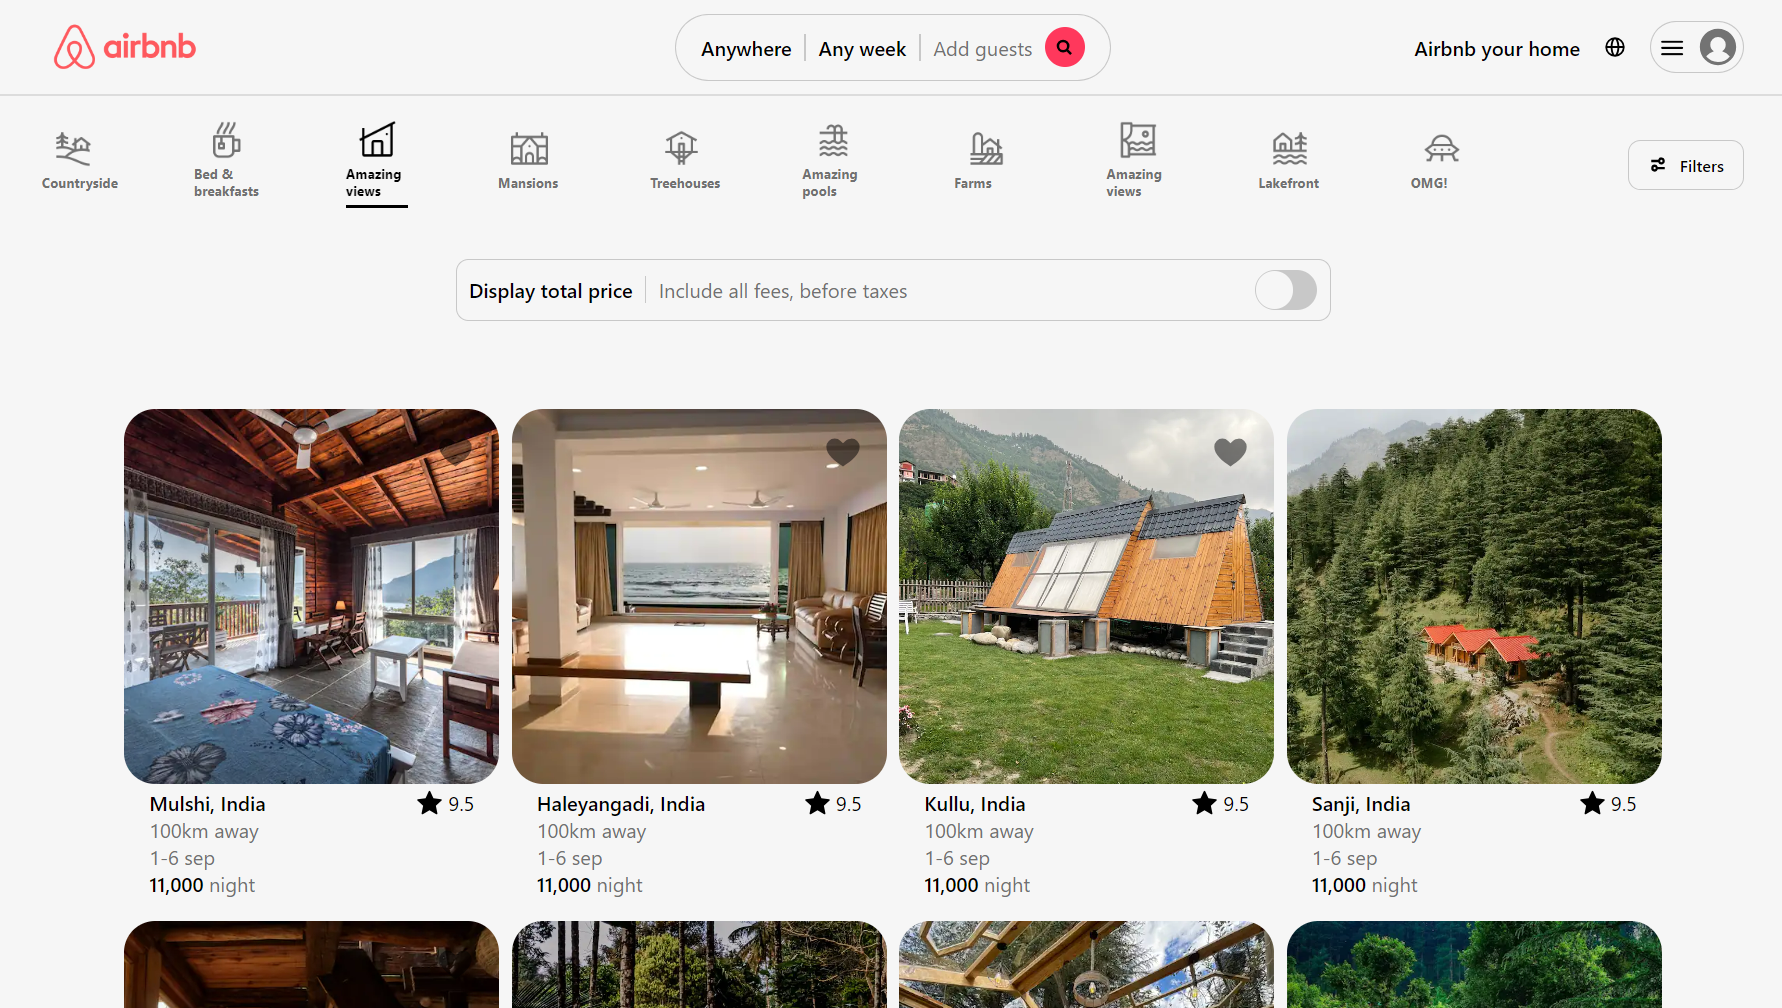 airbnb
Anywhere
Any week
Add guests
Airbnb your home
Countryside
Bed &
breakfasts
Amazing
views
Mansions
Treehouses
Amazing
pools
Farms
Amazing
views
Lakefront
OMG!
Filters
Display total price
Include all fees, before taxes
Mulshi, India
9.5
100km away
1-6 sep
11,000 night
Haleyangadi, India
9.5
100km away
1-6 sep
11,000 night
Kullu, India
9.5
100km away
1-6 sep
11,000 night
Sanji, India
9.5
100km away
1-6 sep
11,000 night